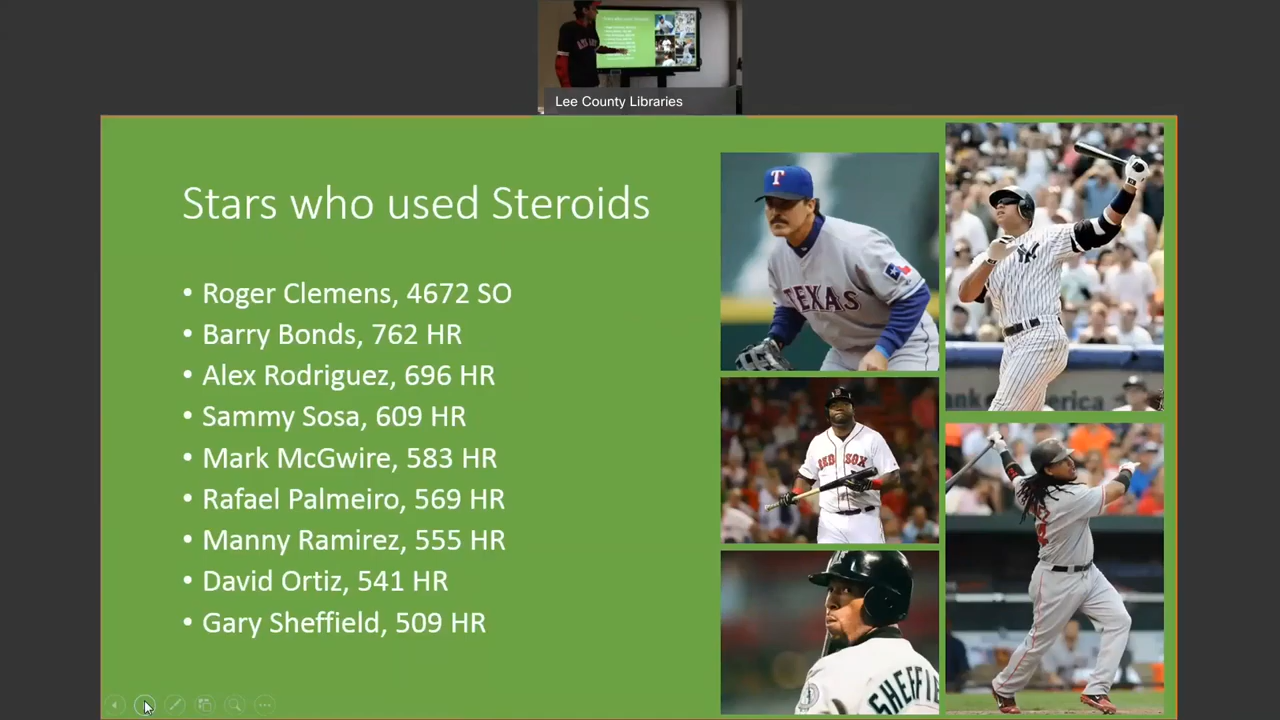 Lee County Libraries
Stars who used Steroids
• Roger Clemens, 4672 SO
• Barry Bonds, 762 HR
• Alex Rodriguez, 696 HR
• Sammy Sosa, 609 HR
• Mark McGwire, 583 HR
• Rafael Palmeiro, 569 HR
• Manny Ramirez, 555 HR
• David Ortiz, 541 HR
• Gary Sheffield, 509 HR
T
TEXAS
NY
RED SOX
SHEFFIE